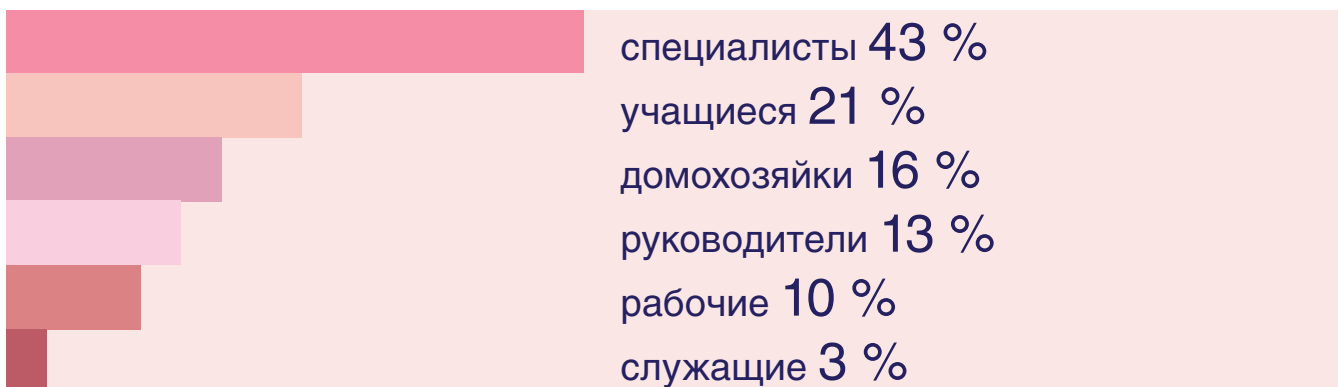 специалисты 43 %
учащиеся 21 %
домохозяйки 16 %
руководители 13 %
рабочие 10 %
служащие 3 %